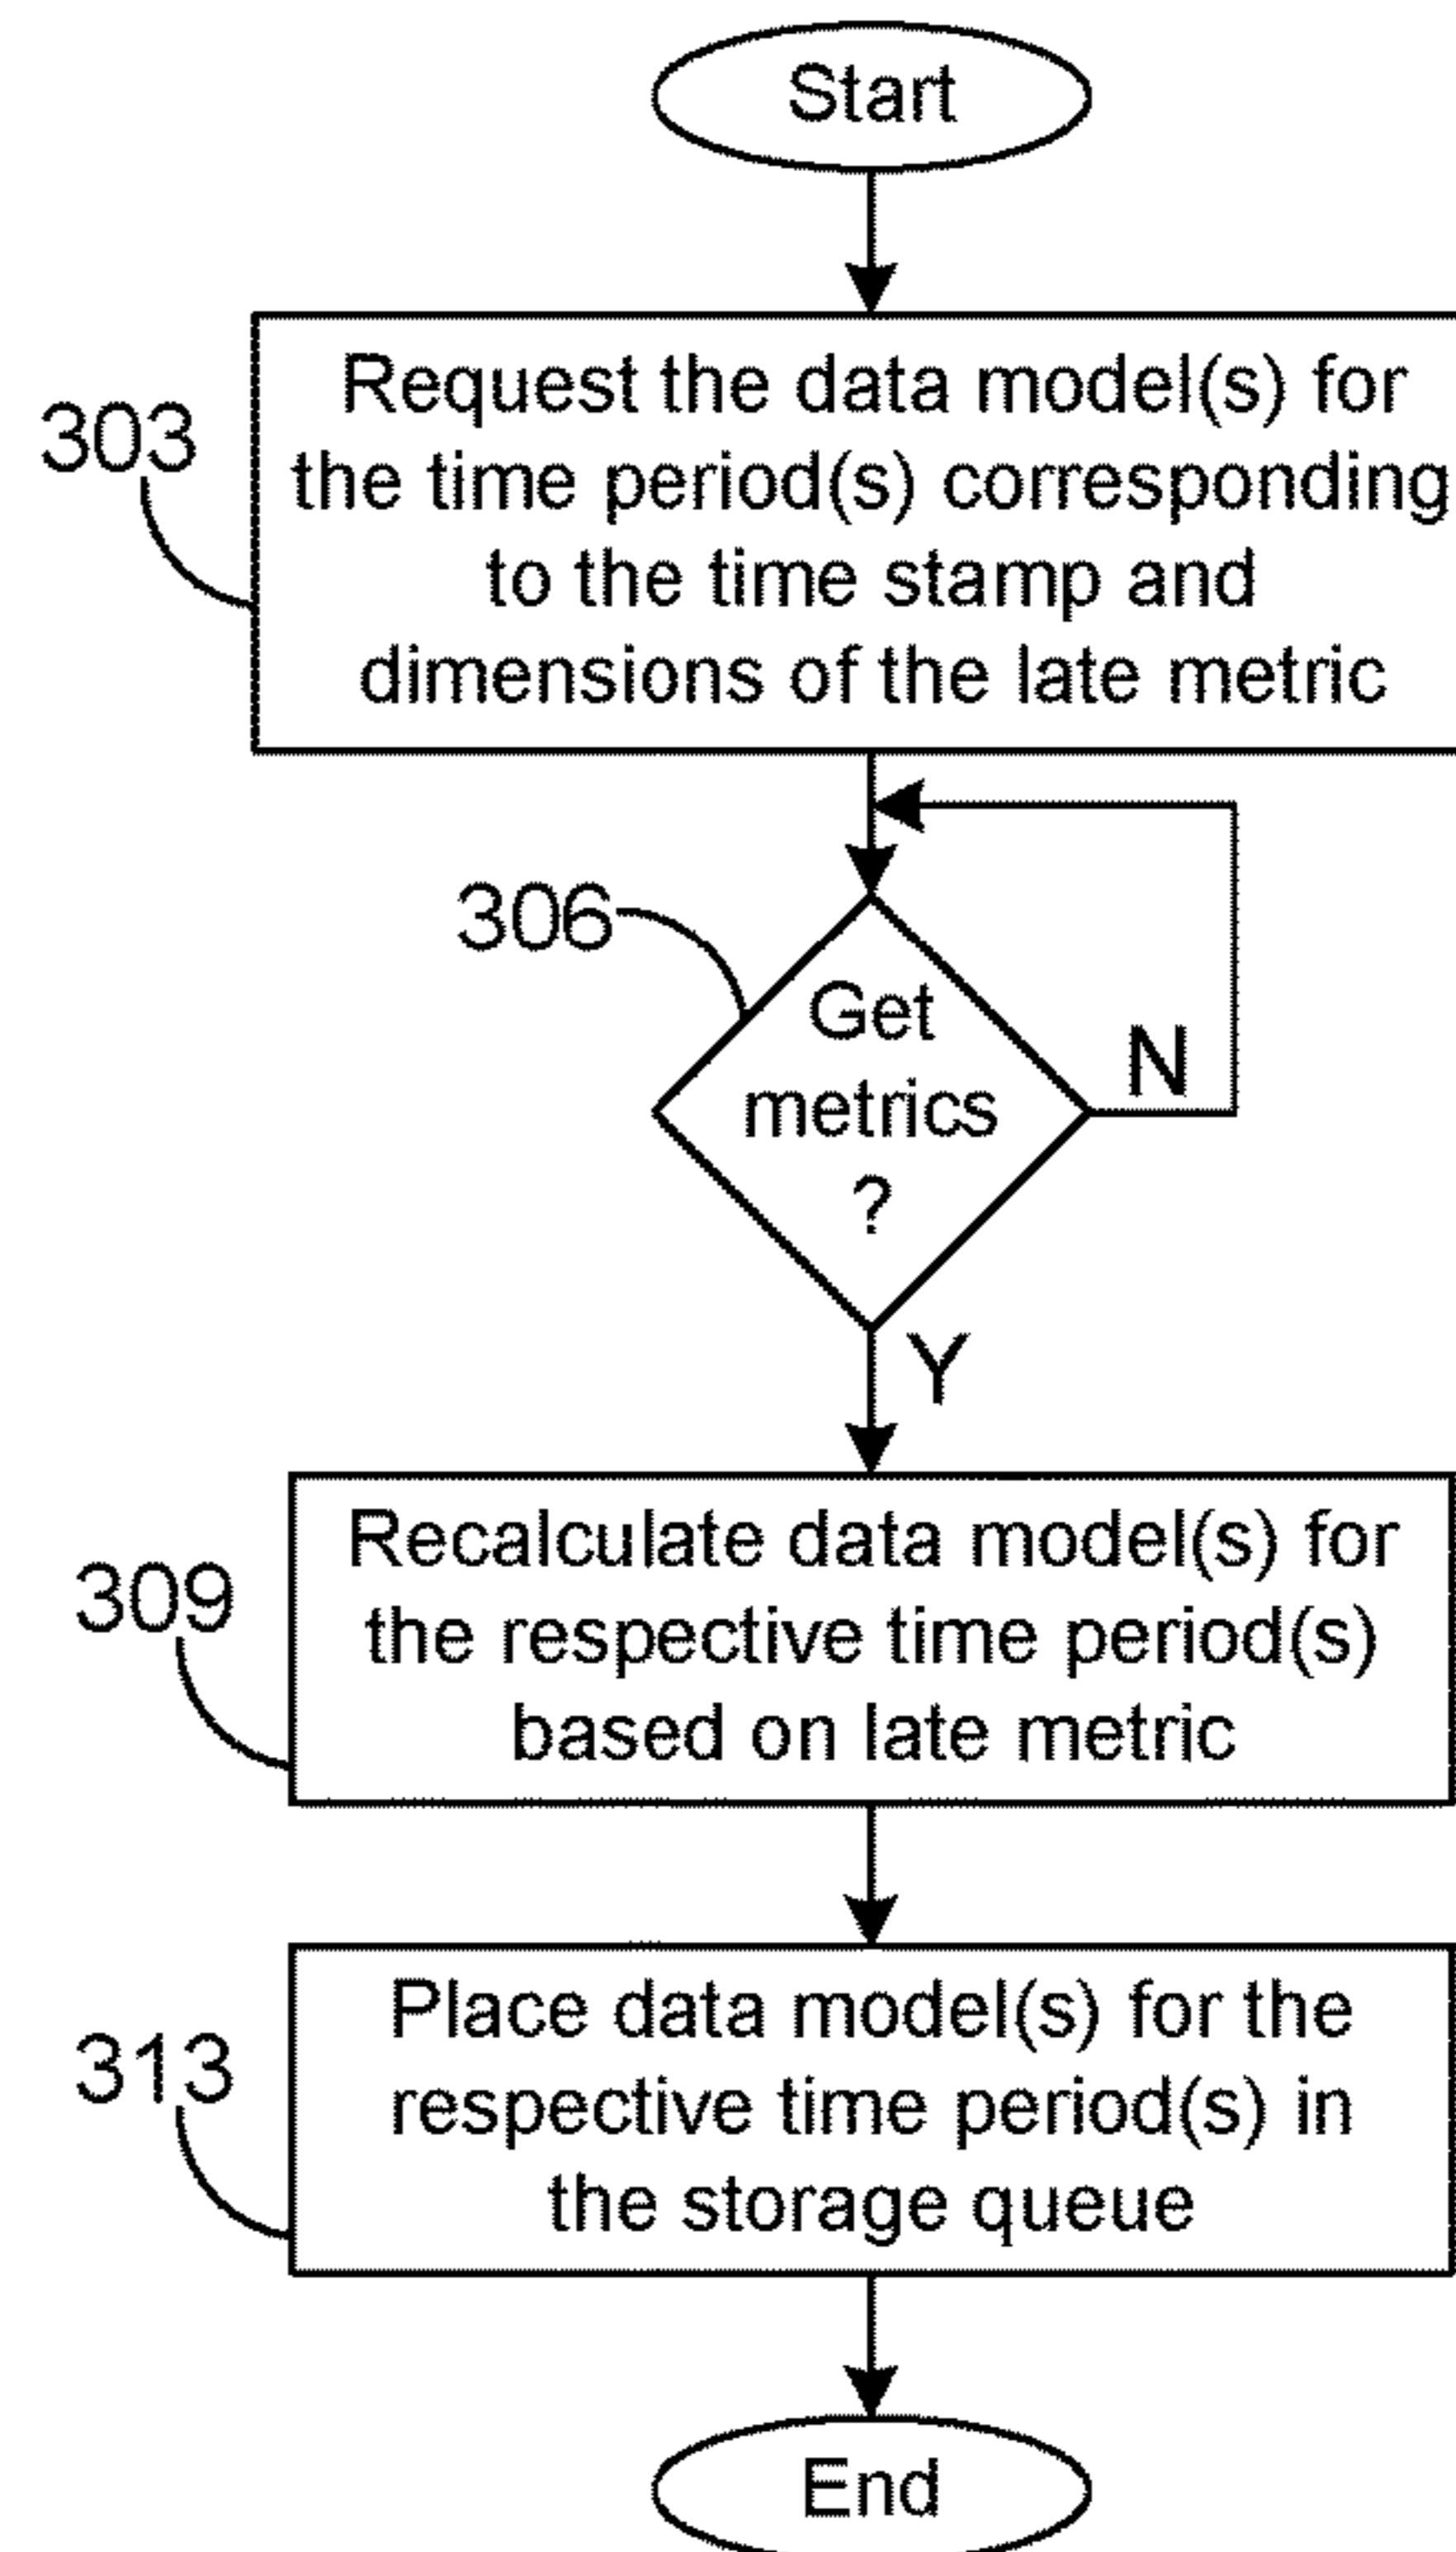 Start
303
Request the data model(s) for
the time period(s) corresponding
to the time stamp and
dimensions of the late metric
306
Get
metrics
?
N
Y
309
Recalculate data model(s) for
the respective time period(s)
based on late metric
313
Place data model(s) for the
respective time period(s) in
the storage queue
End